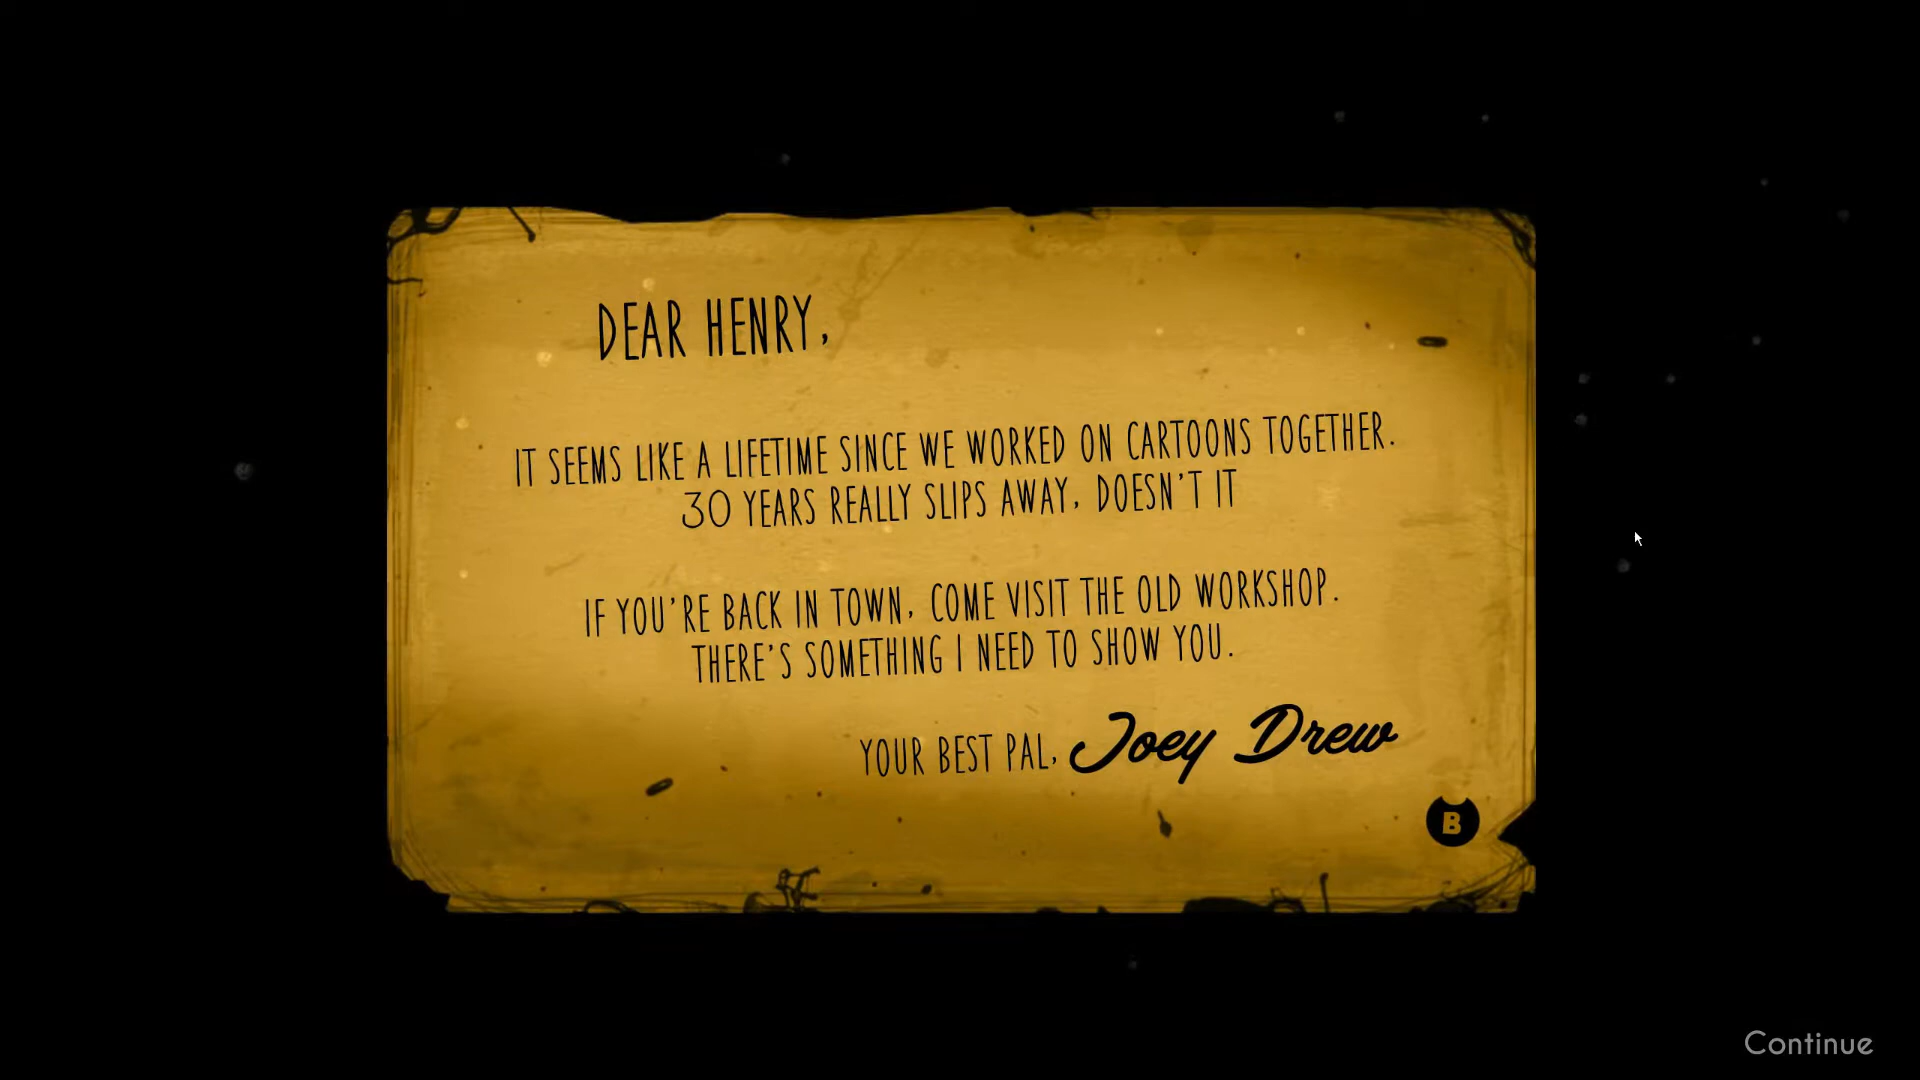 DEAR HENRY,
IT SEEMS LIKE A LIFETIME SINCE WE WORKED ON CARTOONS TOGETHER.
30 YEARS REALLY SLIPS AWAY, DOESN'T IT
IF YOU'RE BACK IN TOWN, COME VISIT THE OLD WORKSHOP.
THERE'S SOMETHING I NEED TO SHOW YOU.
YOUR BEST PAL, Joey Drew
B
Continue